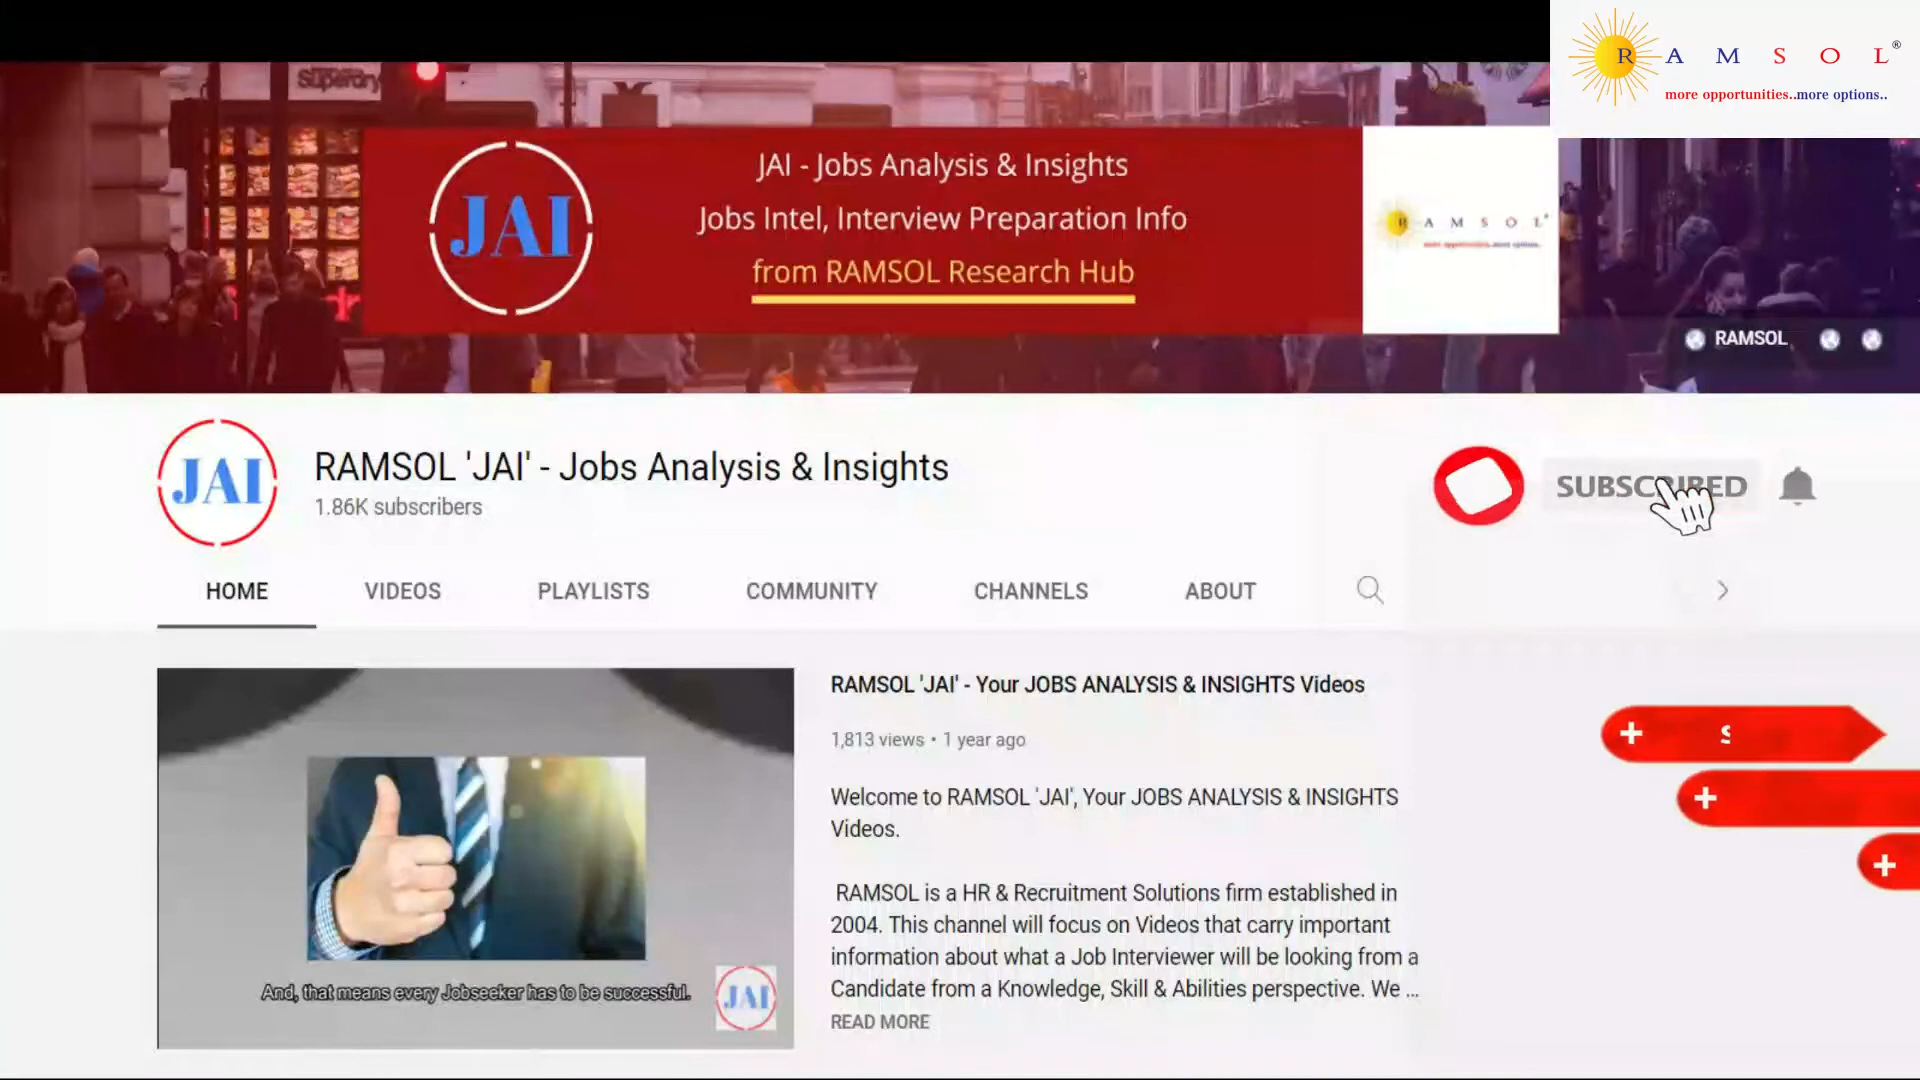 Superdry
R A M S O L ®
more opportunities..more options..
JAI
JAI - Jobs Analysis & Insights
Jobs Intel, Interview Preparation Info
from RAMSOL Research Hub
R A M S O L
more opportunities..more options..
RAMSOL
JAI
RAMSOL 'JAI' - Jobs Analysis & Insights
1.86K subscribers
SUBSCRIBED
HOME VIDEOS PLAYLISTS COMMUNITY CHANNELS ABOUT
RAMSOL 'JAI' - Your JOBS ANALYSIS & INSIGHTS Videos
1,813 views • 1 year ago
Welcome to RAMSOL 'JAI', Your JOBS ANALYSIS & INSIGHTS
Videos.
RAMSOL is a HR & Recruitment Solutions firm established in
2004. This channel will focus on Videos that carry important
information about what a Job Interviewer will be looking from a
Candidate from a Knowledge, Skill & Abilities perspective. We ...
READ MORE
And, that means every Jobseeker has to be successful.
JAI
+ S
+
+